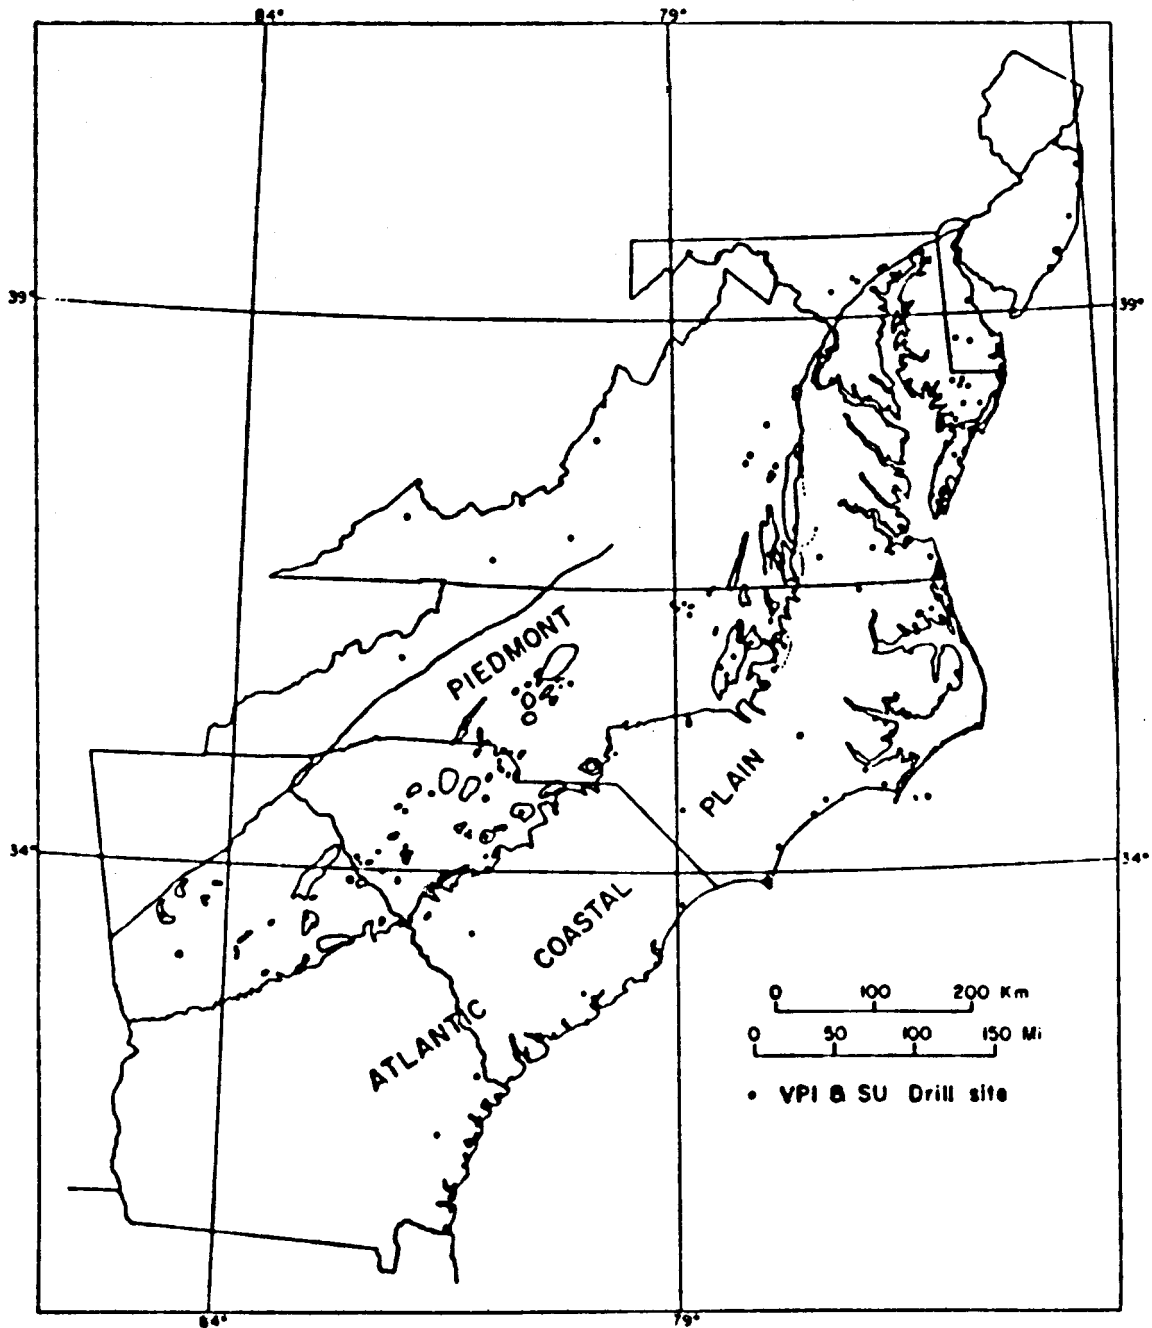 84° 79°
39° 39°
PIEDMONT
PLAIN
34° 34°
COASTAL
ATLANTIC
0 100 200 Km
0 50 100 150 Mi
• VPI & SU Drill site
84° 79°